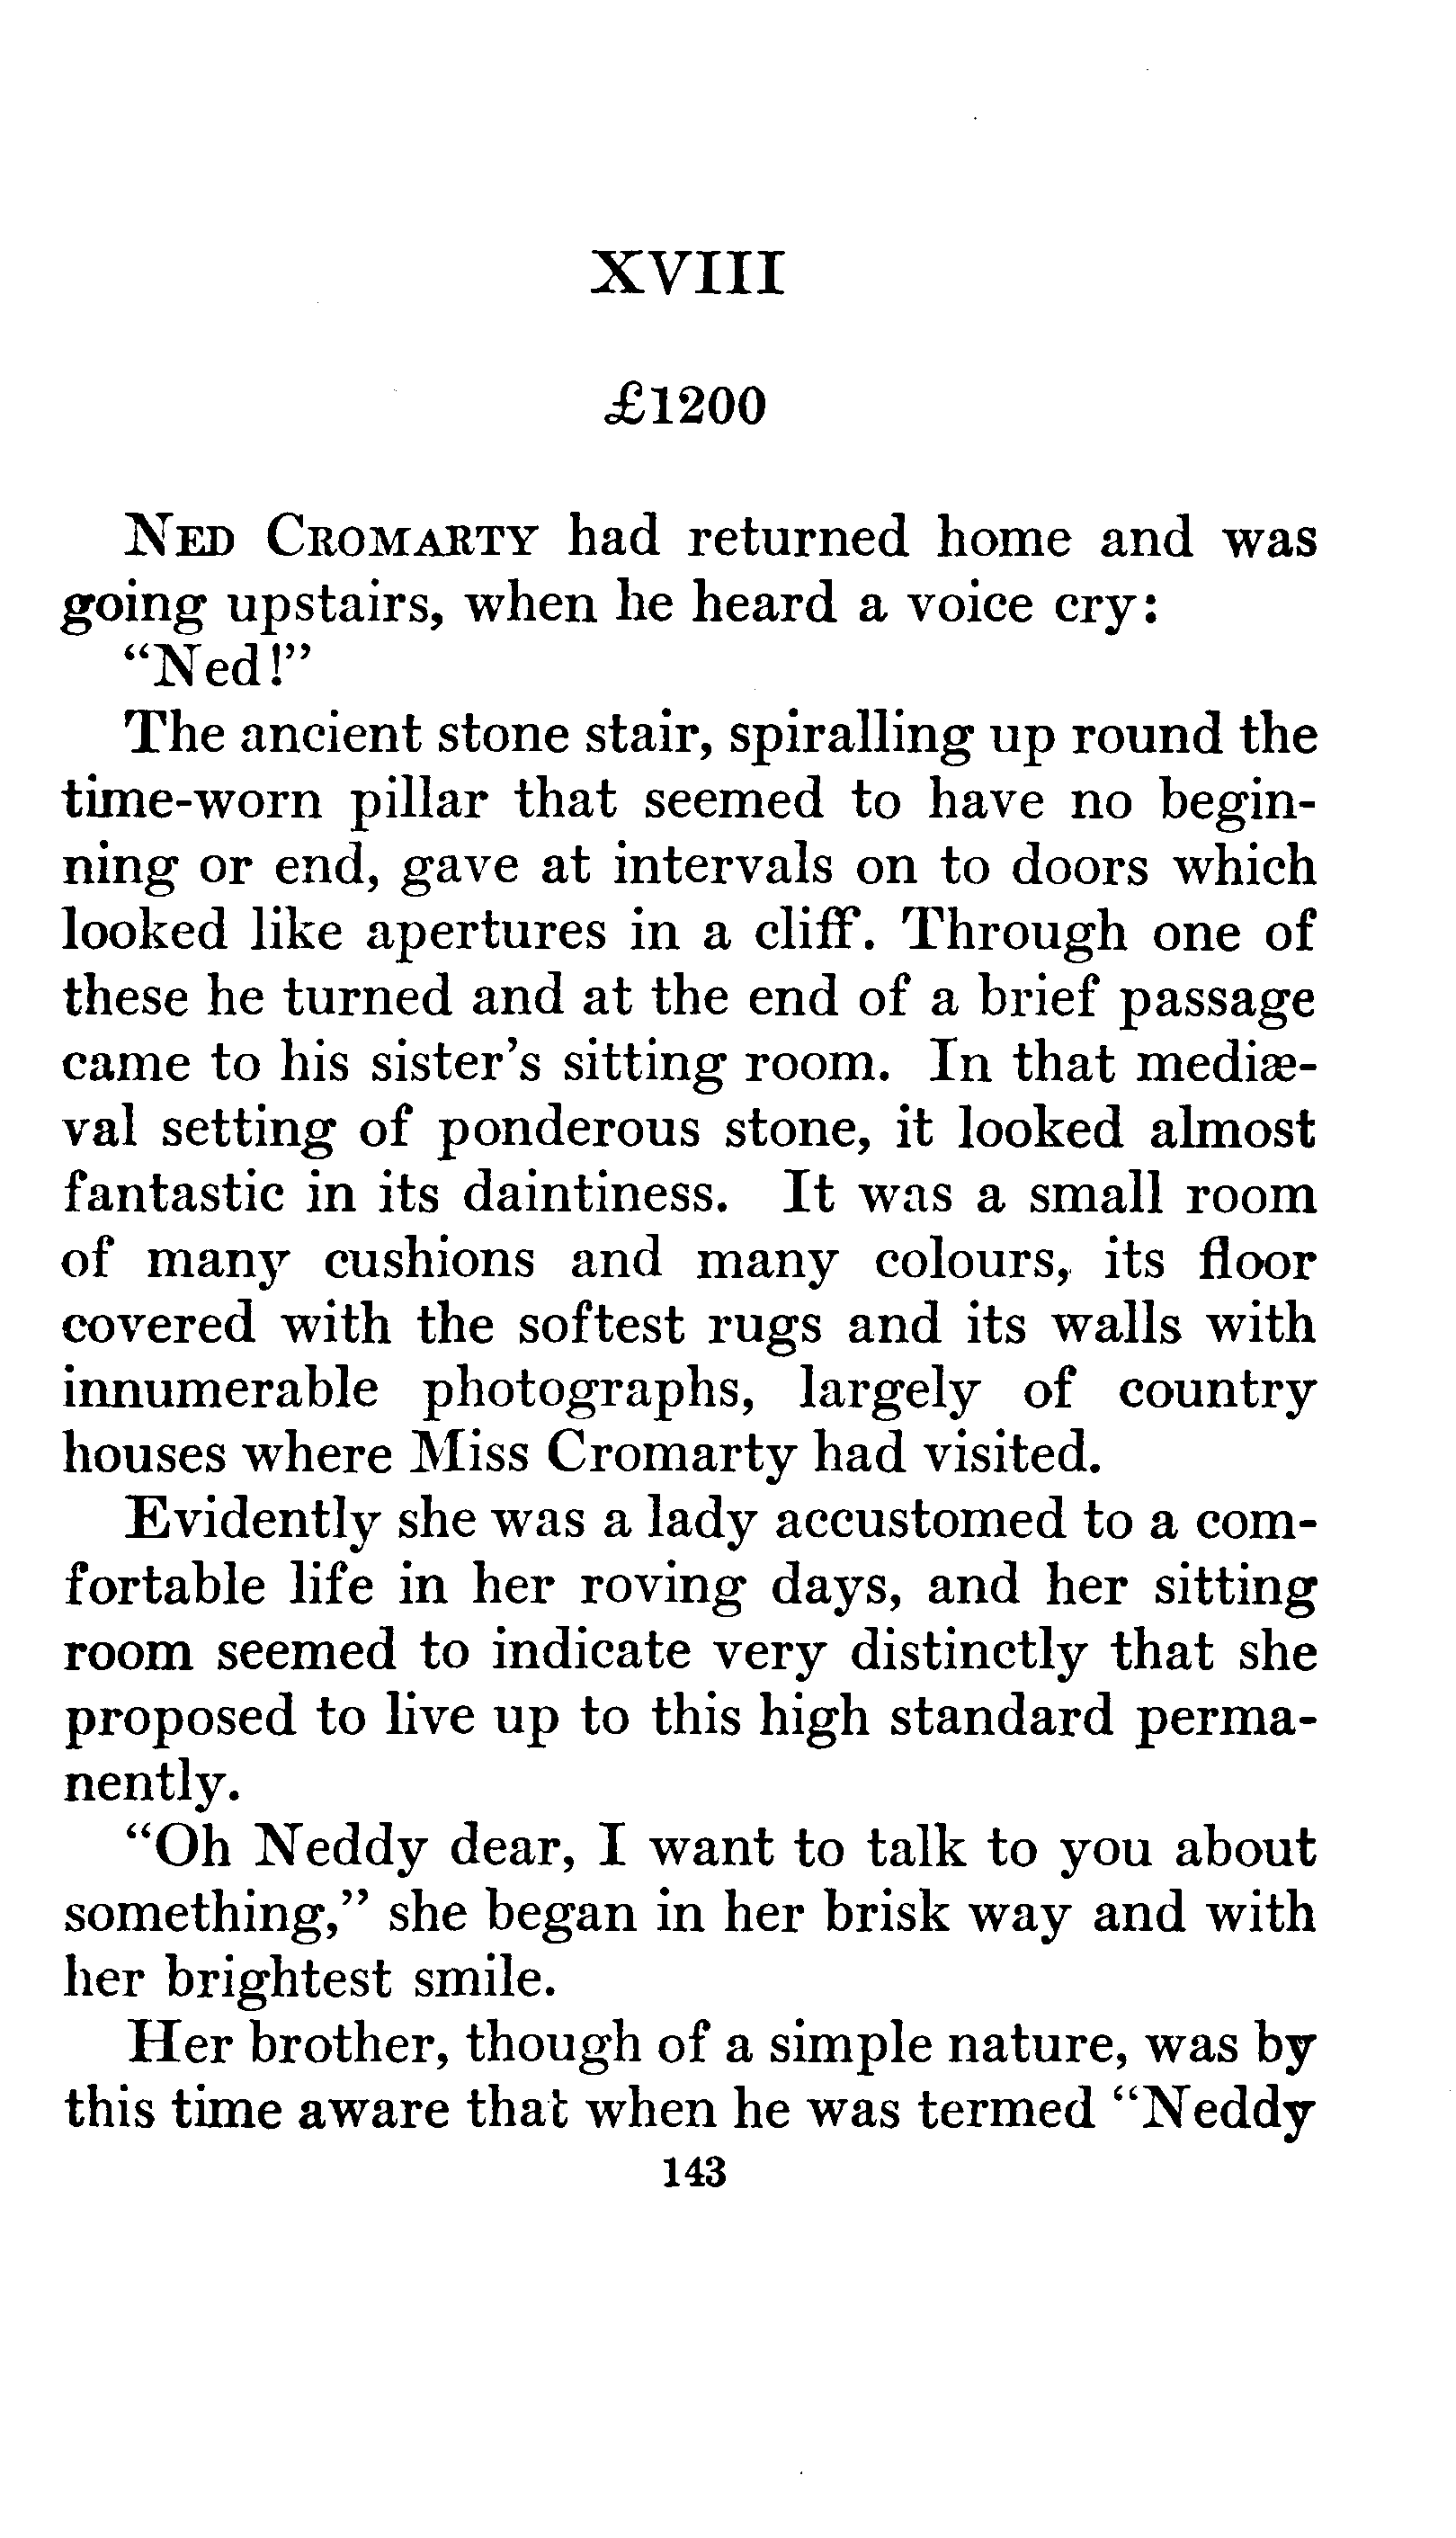 XVIII
£1200
NED CROMARTY had returned home and was
going upstairs, when he heard a voice cry:
“Ned!”
The ancient stone stair, spiralling up round the
time-worn pillar that seemed to have no begin-
ning or end, gave at intervals on to doors which
looked like apertures in a cliff. Through one of
these he turned and at the end of a brief passage
came to his sister’s sitting room. In that mediæ-
val setting of ponderous stone, it looked almost
fantastic in its daintiness. It was a small room
of many cushions and many colours, its floor
covered with the softest rugs and its walls with
innumerable photographs, largely of country
houses where Miss Cromarty had visited.
Evidently she was a lady accustomed to a com-
fortable life in her roving days, and her sitting
room seemed to indicate very distinctly that she
proposed to live up to this high standard perma-
nently.
“Oh Neddy dear, I want to talk to you about
something,” she began in her brisk way and with
her brightest smile.
Her brother, though of a simple nature, was by
this time aware that when he was termed “Neddy
143